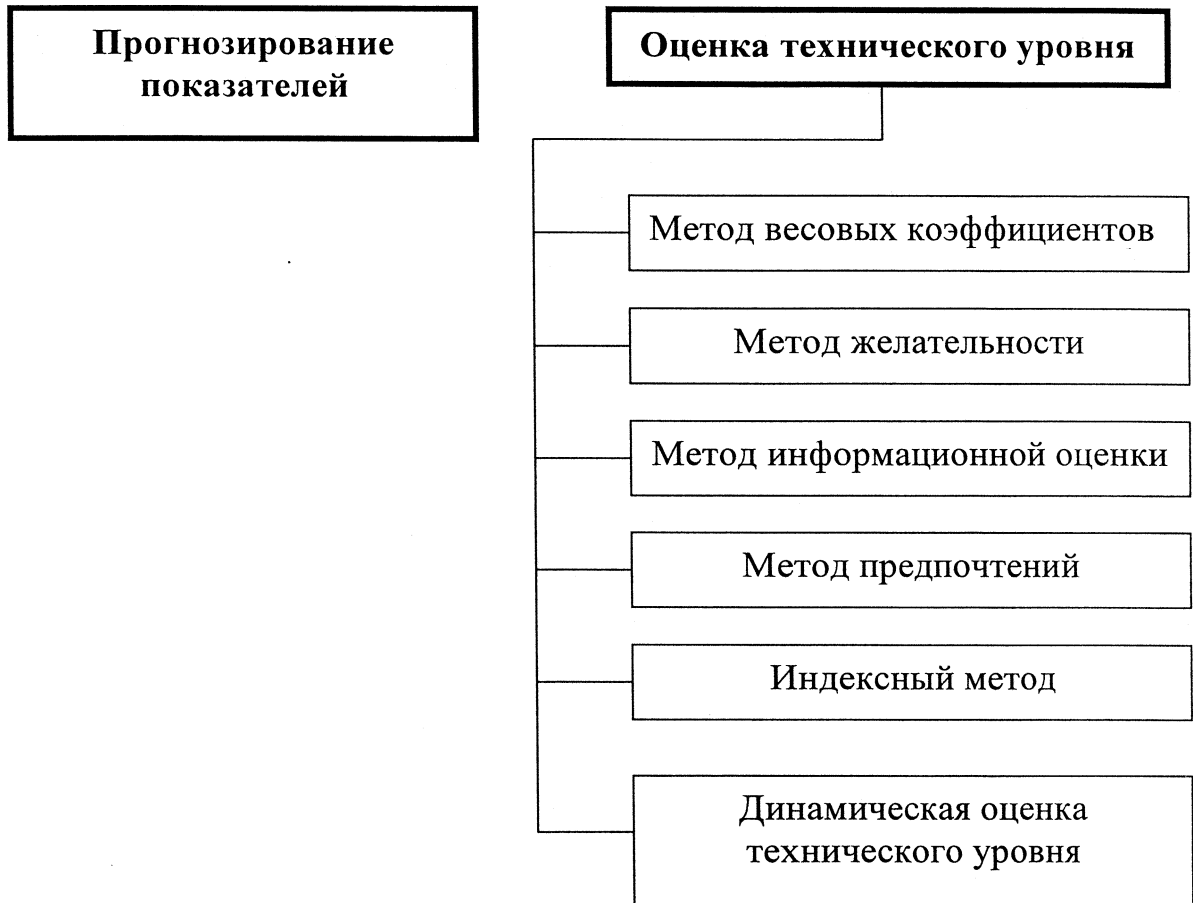 Прогнозирование
показателей
Оценка технического уровня
Метод весовых коэффициентов
Метод желательности
Метод информационной оценки
Метод предпочтений
Индексный метод
Динамическая оценка
технического уровня